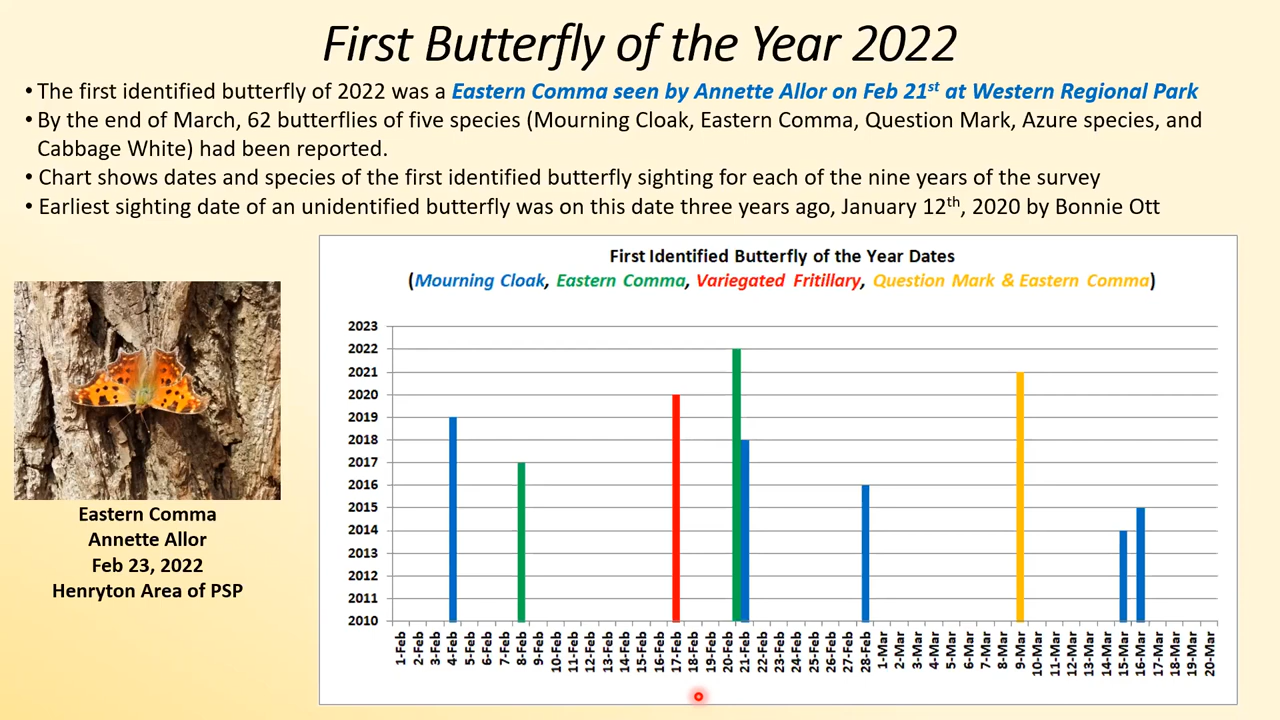 First Butterfly of the Year 2022
• The first identified butterfly of 2022 was a Eastern Comma seen by Annette Allor on Feb 21st at Western Regional Park
• By the end of March, 62 butterflies of five species (Mourning Cloak, Eastern Comma, Question Mark, Azure species, and
Cabbage White) had been reported.
• Chart shows dates and species of the first identified butterfly sighting for each of the nine years of the survey
• Earliest sighting date of an unidentified butterfly was on this date three years ago, January 12th, 2020 by Bonnie Ott
Eastern Comma
Annette Allor
Feb 23, 2022
Henryton Area of PSP
First Identified Butterfly of the Year Dates
(Mourning Cloak, Eastern Comma, Variegated Fritillary, Question Mark & Eastern Comma)
2023
2022
2021
2020
2019
2018
2017
2016
2015
2014
2013
2012
2011
2010
1-Feb
2-Feb
3-Feb
4-Feb
5-Feb
6-Feb
7-Feb
8-Feb
9-Feb
10-Feb
11-Feb
12-Feb
13-Feb
14-Feb
15-Feb
16-Feb
17-Feb
18-Feb
19-Feb
20-Feb
21-Feb
22-Feb
23-Feb
24-Feb
25-Feb
26-Feb
27-Feb
28-Feb
1-Mar
2-Mar
3-Mar
4-Mar
5-Mar
6-Mar
7-Mar
8-Mar
9-Mar
10-Mar
11-Mar
12-Mar
13-Mar
14-Mar
15-Mar
16-Mar
17-Mar
18-Mar
19-Mar
20-Mar